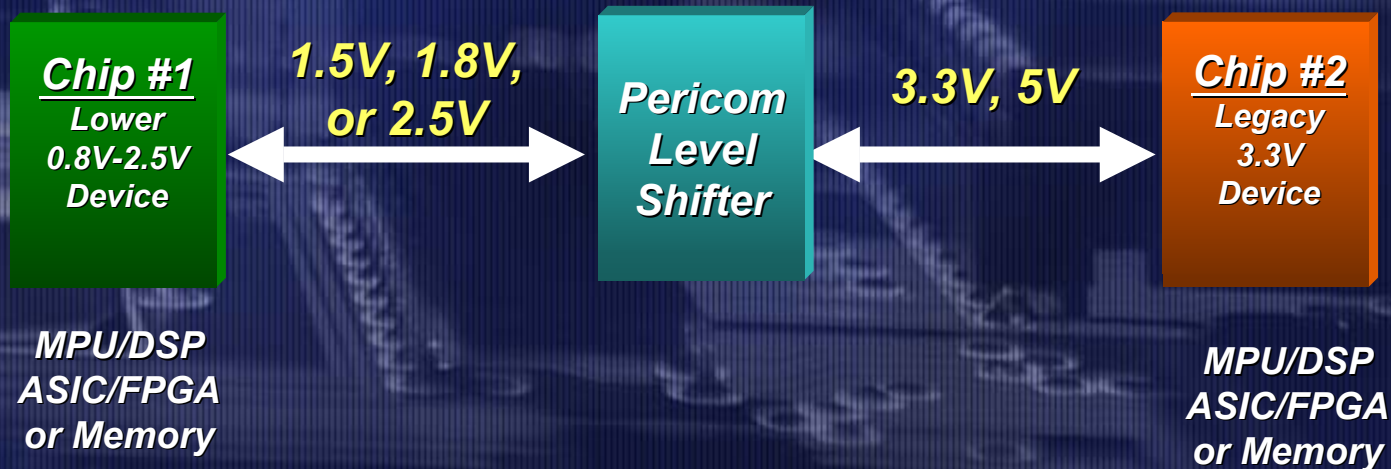 Chip #1
Lower
0.8V-2.5V
Device
1.5V, 1.8V,
or 2.5V
Pericom
Level
Shifter
3.3V, 5V
Chip #2
Legacy
3.3V
Device
MPU/DSP
ASIC/FPGA
or Memory
MPU/DSP
ASIC/FPGA
or Memory